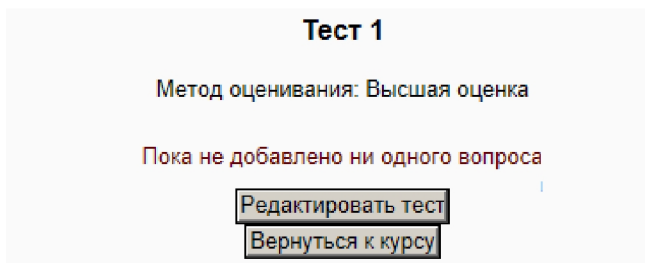 Тест 1
Метод оценивания: Высшая оценка
Пока не добавлено ни одного вопроса
Редактировать тест
Вернуться к курсу